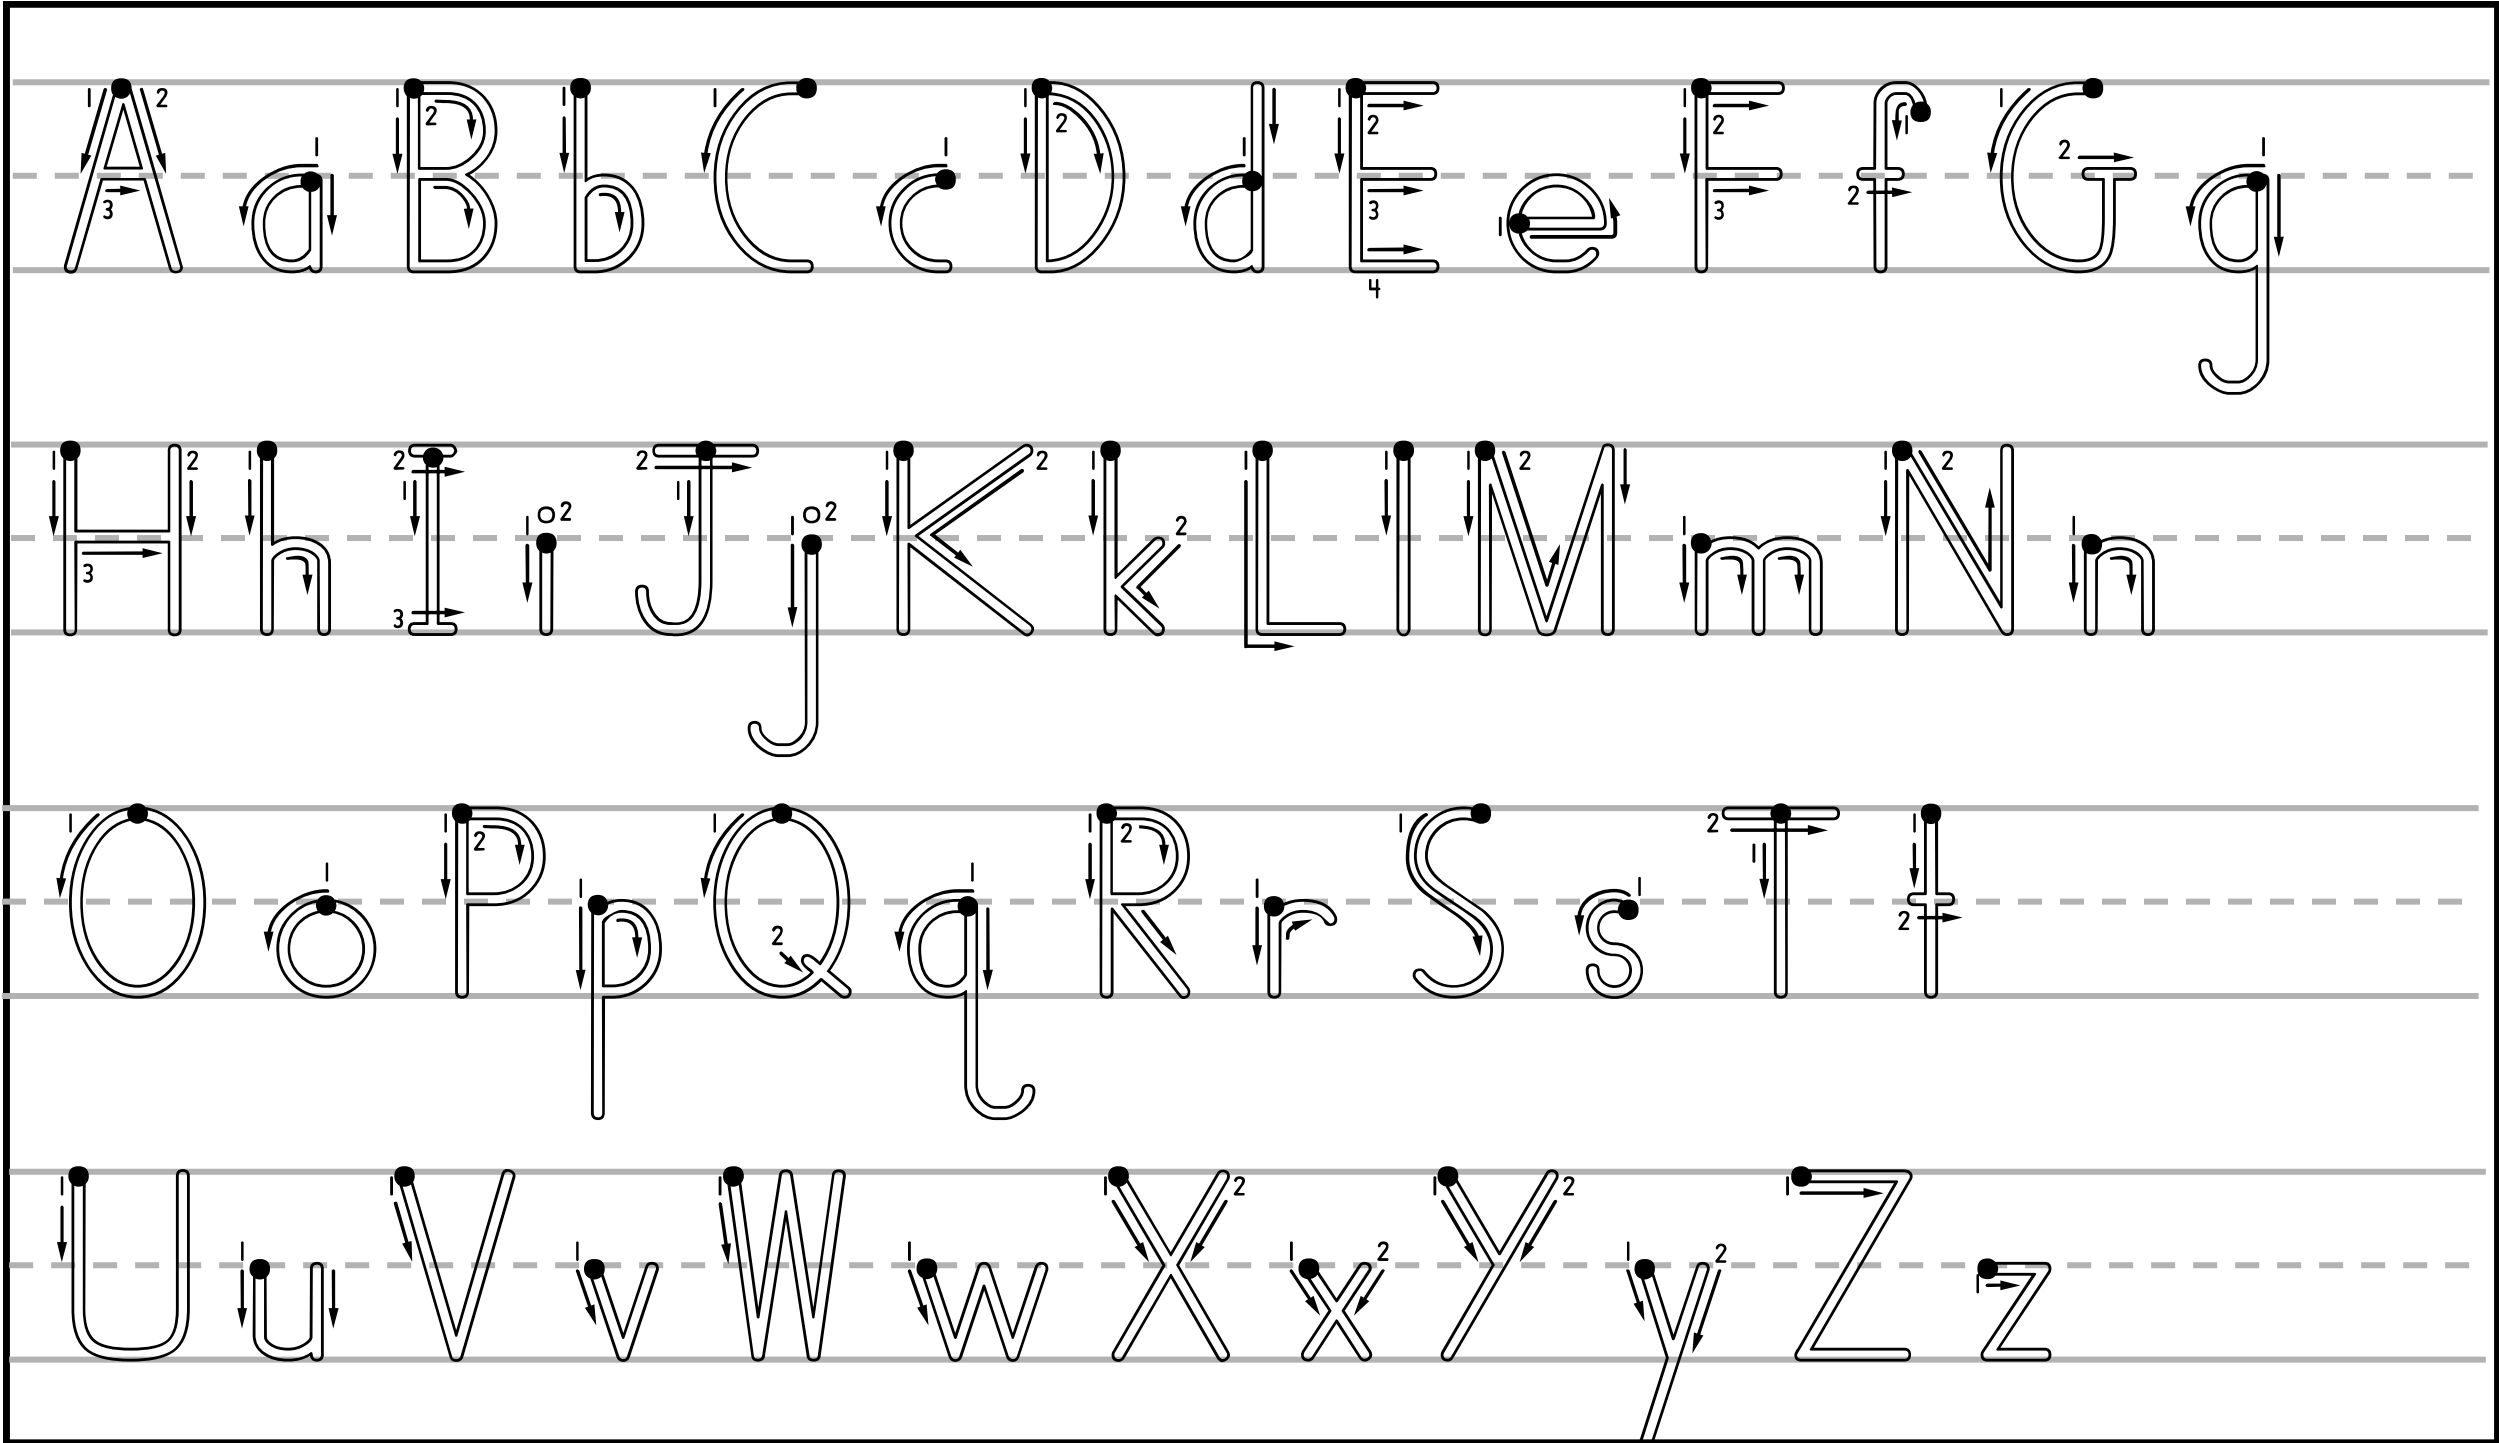 Aa Bb Cc Dd Ee Ff Gg
Hh Ii Jj Kk Ll Mm Nn
Oo Pp Qq Rr Ss Tt
Uu Vv Ww Xx Yy Zz